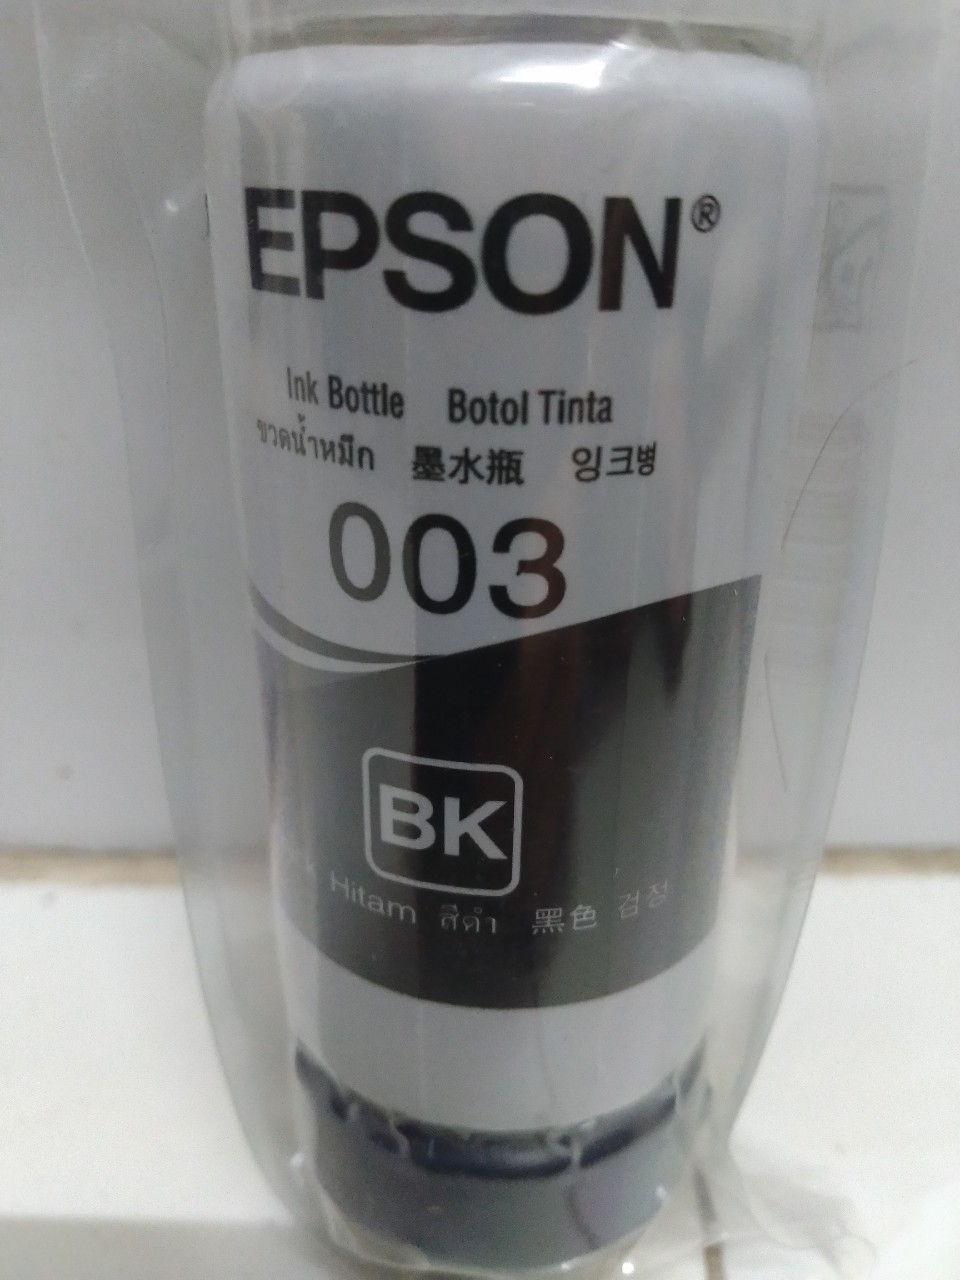 EPSON®
Ink Bottle Botol Tinta
ขวดน้ำหมึก 墨水瓶 잉크병
003
BK
Hitam สีดำ 黑色 검정